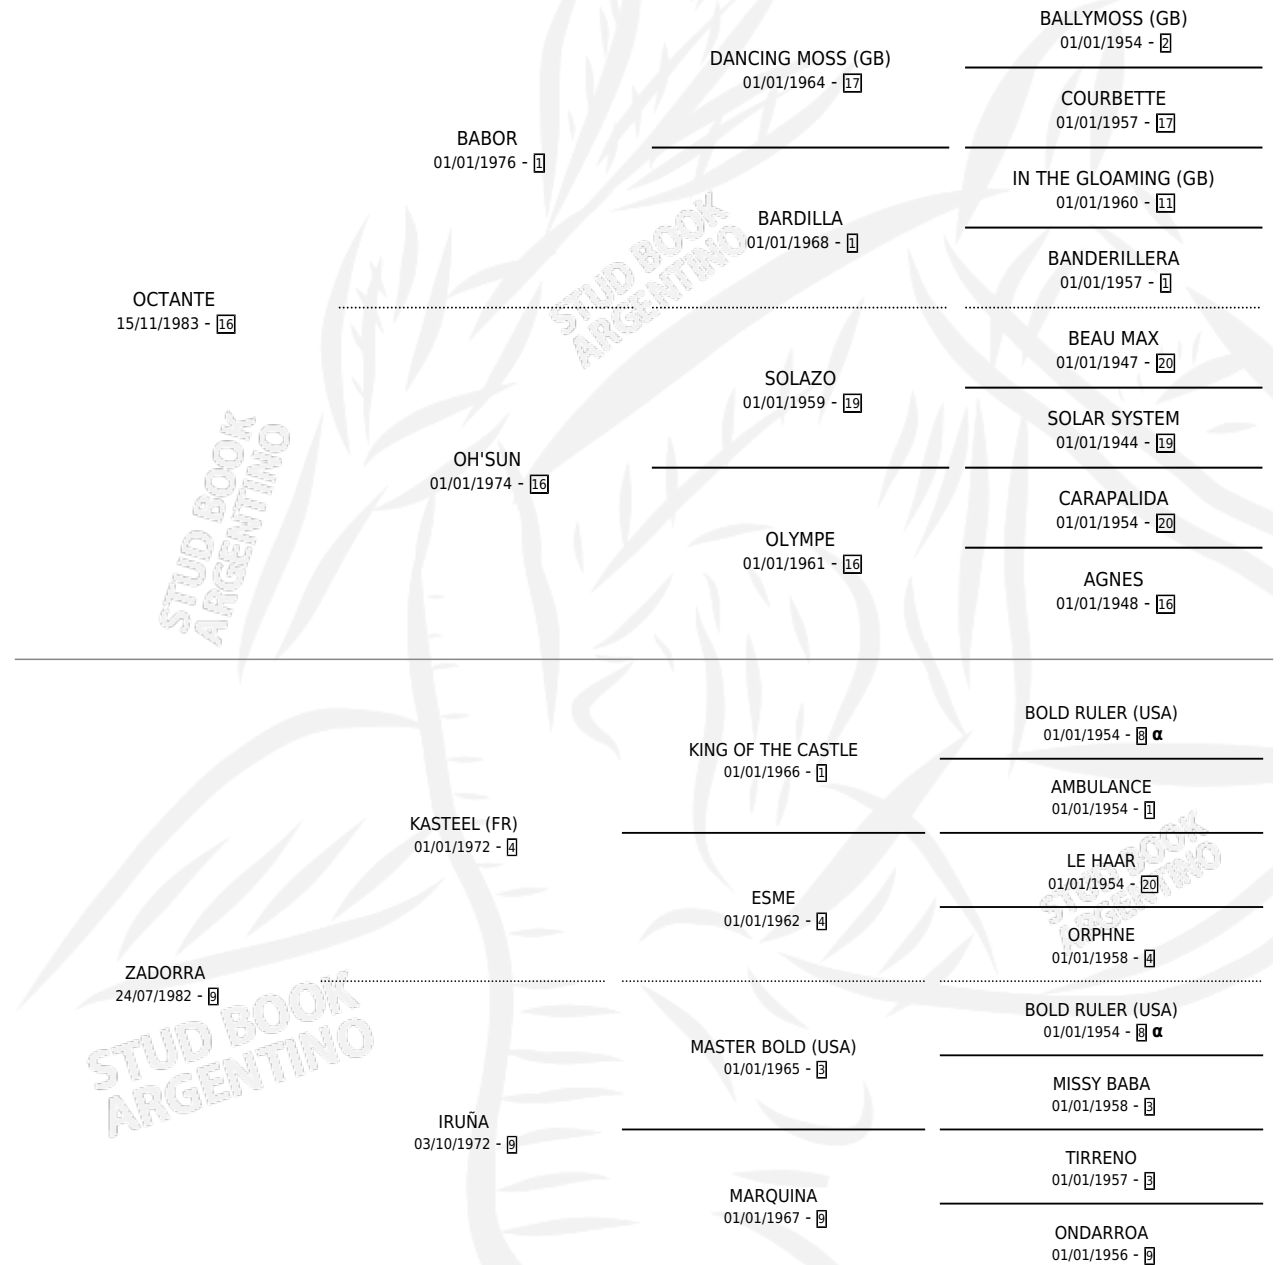 BALLYMOSS (GB)
01/01/1954 - 2
DANCING MOSS (GB)
01/01/1964 - 17
COURBETTE
01/01/1957 - 17
BABOR
01/01/1976 - 1
IN THE GLOAMING (GB)
01/01/1960 - 11
BARDILLA
01/01/1968 - 1
BANDERILLERA
01/01/1957 - 1
OCTANTE
15/11/1983 - 16
BEAU MAX
01/01/1947 - 20
SOLAZO
01/01/1959 - 19
SOLAR SYSTEM
01/01/1944 - 19
OH'SUN
01/01/1974 - 16
CARAPALIDA
01/01/1954 - 20
OLYMPE
01/01/1961 - 16
AGNES
01/01/1948 - 16
STUD BOOK
ARGENTINO
STUD BOOK
ARGENTINO
BOLD RULER (USA)
01/01/1954 - 8 α
KING OF THE CASTLE
01/01/1966 - 1
AMBULANCE
01/01/1954 - 1
KASTEEL (FR)
01/01/1972 - 4
LE HAAR
01/01/1954 - 20
ESME
01/01/1962 - 4
ORPHNE
01/01/1958 - 4
ZADORRA
24/07/1982 - 9
BOLD RULER (USA)
01/01/1954 - 8 α
MASTER BOLD (USA)
01/01/1965 - 3
MISSY BABA
01/01/1958 - 3
IRUÑA
03/10/1972 - 9
TIRRENO
01/01/1957 - 3
MARQUINA
01/01/1967 - 9
ONDARROA
01/01/1956 - 9
STUD BOOK
ARGENTINO
STUD BOOK
ARGENTINO